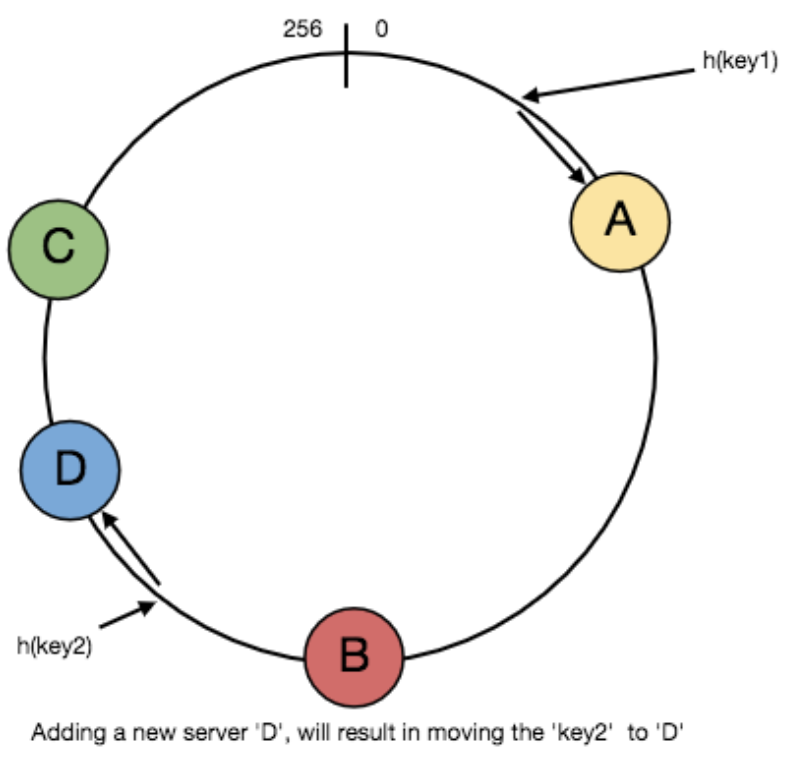 256 0
h(key1)
A
C
D
h(key2)
B
Adding a new server 'D', will result in moving the 'key2' to 'D'